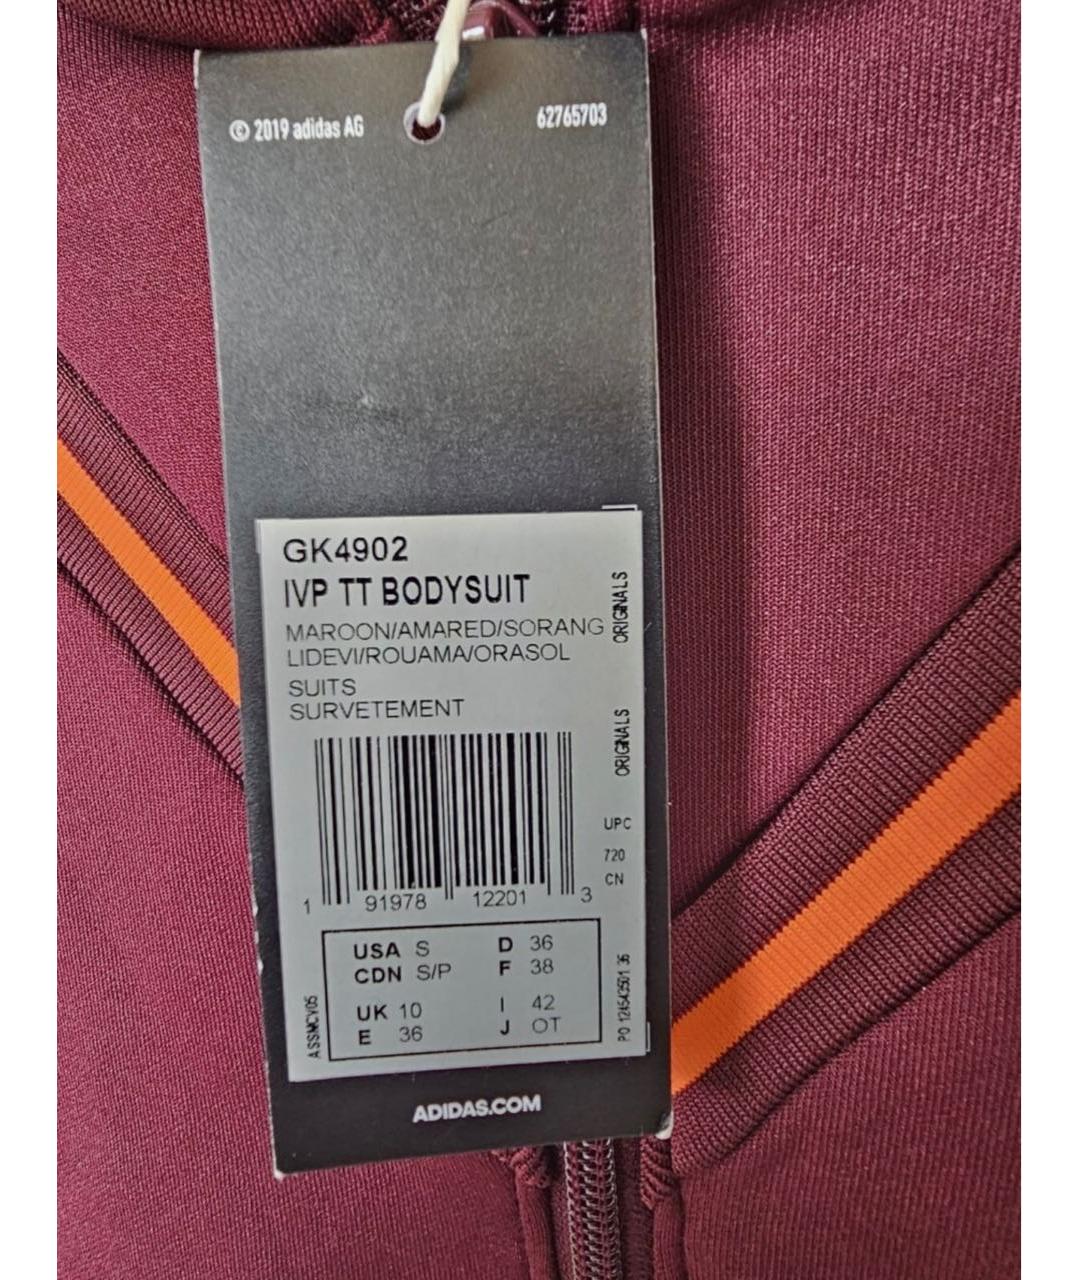 © 2019 adidas AG
62765703
GK4902
IVP TT BODYSUIT
MAROON/AMARED/SORANG
LIDEVI/ROUAMA/ORASOL
SUITS
SURVETEMENT
ORIGINALS
ORIGINALS
UPC
720
CN
1 91978 12201 3
USA S D 36
CDN S/P F 38
UK 10 I 42
E 36 J OT
ASSMCV05
PO 124543501 36
ADIDAS.COM